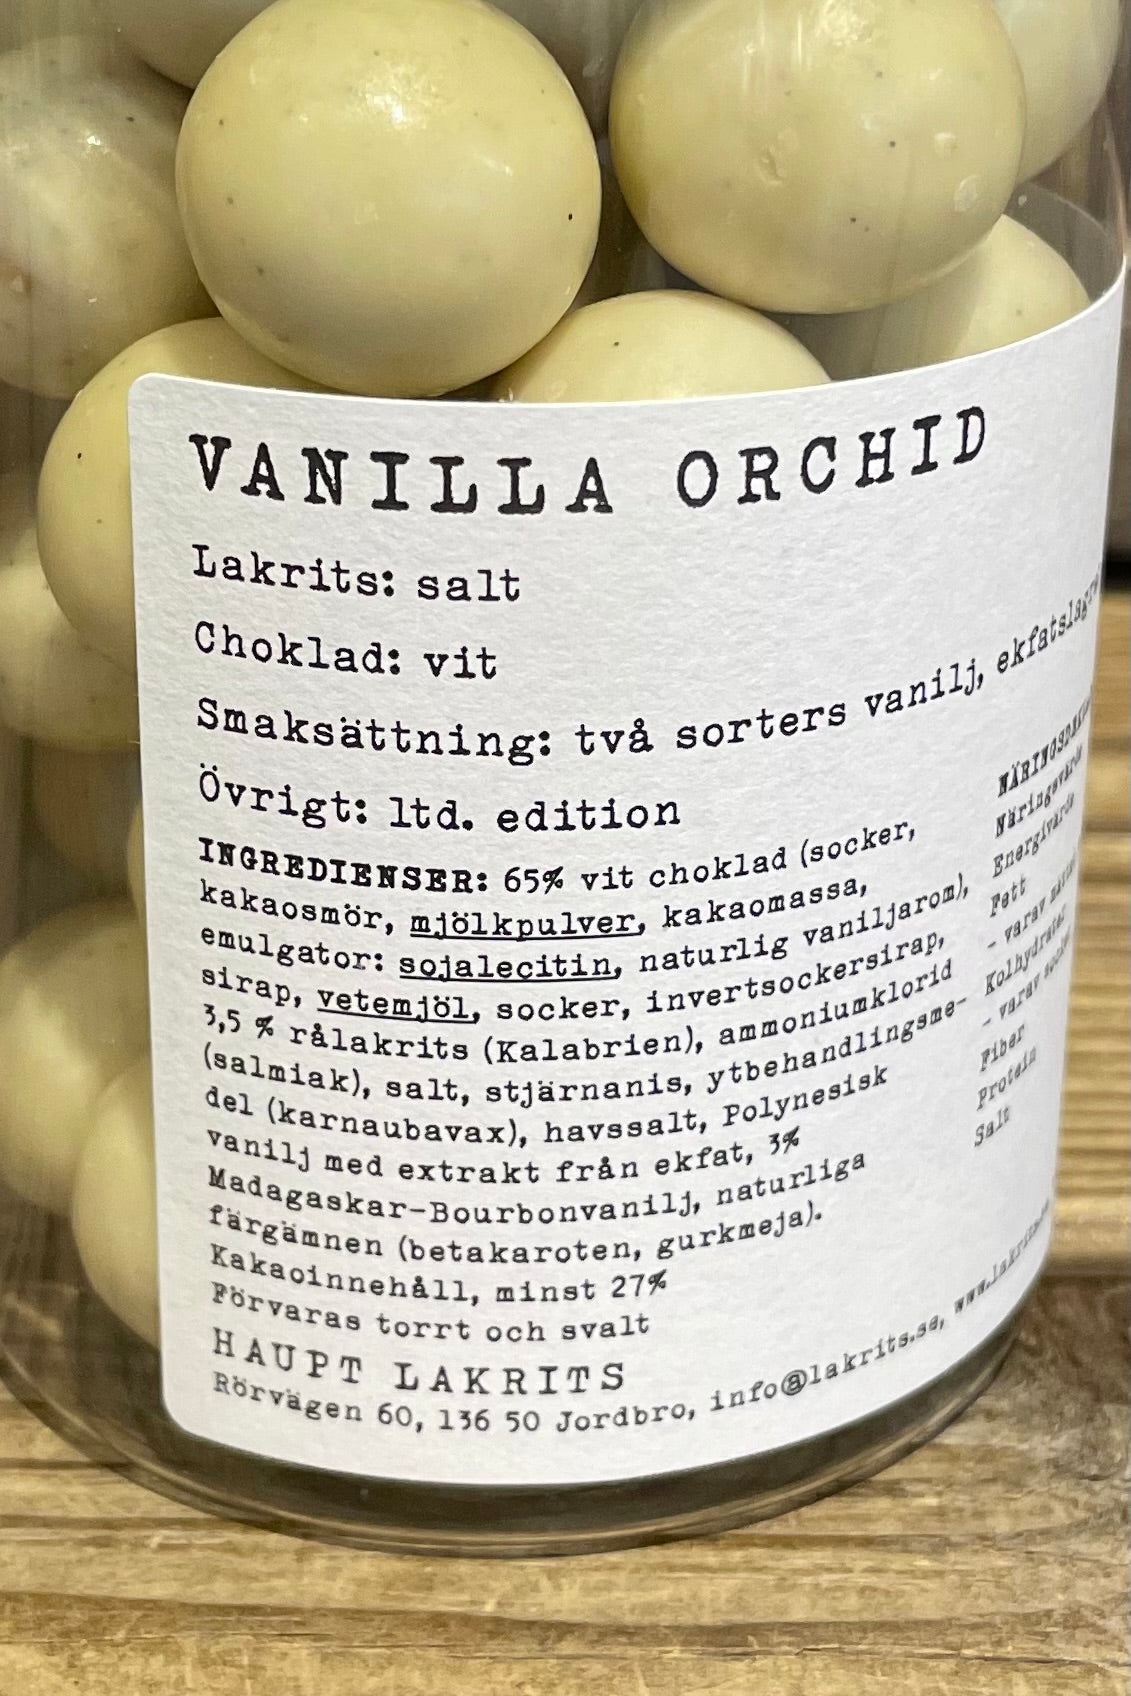 VANILLA ORCHID
Lakrits: salt
Choklad: vit
Smaksättning: två sorters vanilj,
Övrigt: ltd. edition
INGREDIENSER: 65% vit choklad (socker,
kakaosmör, mjölkpulver, kakaomassa,
emulgator: sojalecitin, naturlig vaniljarom),
sirap, vetemjöl, socker, invertsockersirap,
3,5 % rålakrits (Kalabrien), ammoniumklorid
(salmiak), salt, stjärnanis, ytbehandlingsme-
del (karnaubavax), havssalt, Polynesisk
vanilj med extrakt från ekfat, 3%
Madagaskar-Bourbonvanilj, naturliga
färgämnen (betakaroten, gurkmeja).
Kakaoinnehåll, minst 27%
Förvaras torrt och svalt
HAUPT LAKRITS
Rörvägen 60, 136 50 Jordbro, info@lakrits.se,
Näringsvärde
Energivärde
Fett
- varav
Kolhydrater
- varav
Fiber
Protein
Salt